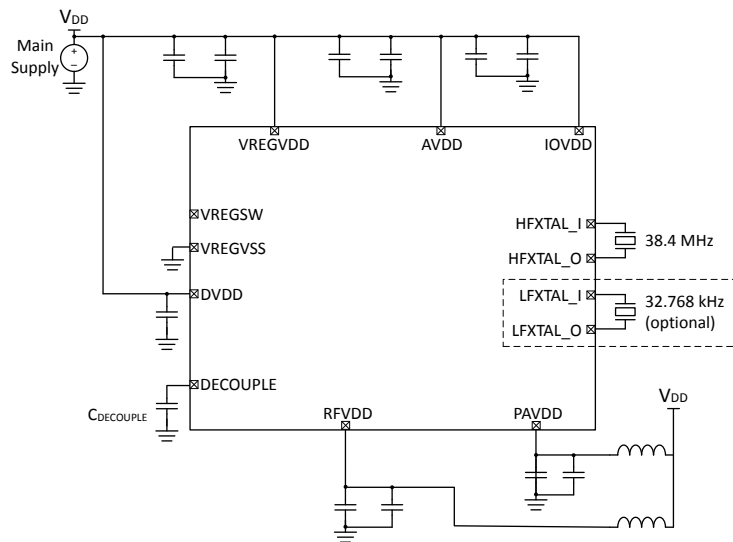 VDD
Main
Supply
+
−
VREGVDD
AVDD
IOVDD
VREGSW
HFXTAL_I
38.4 MHz
VREGVSS
HFXTAL_O
DVDD
LFXTAL_I
32.768 kHz
(optional)
LFXTAL_O
DECOUPLE
CDECOUPLE
RFVDD
PAVDD
VDD